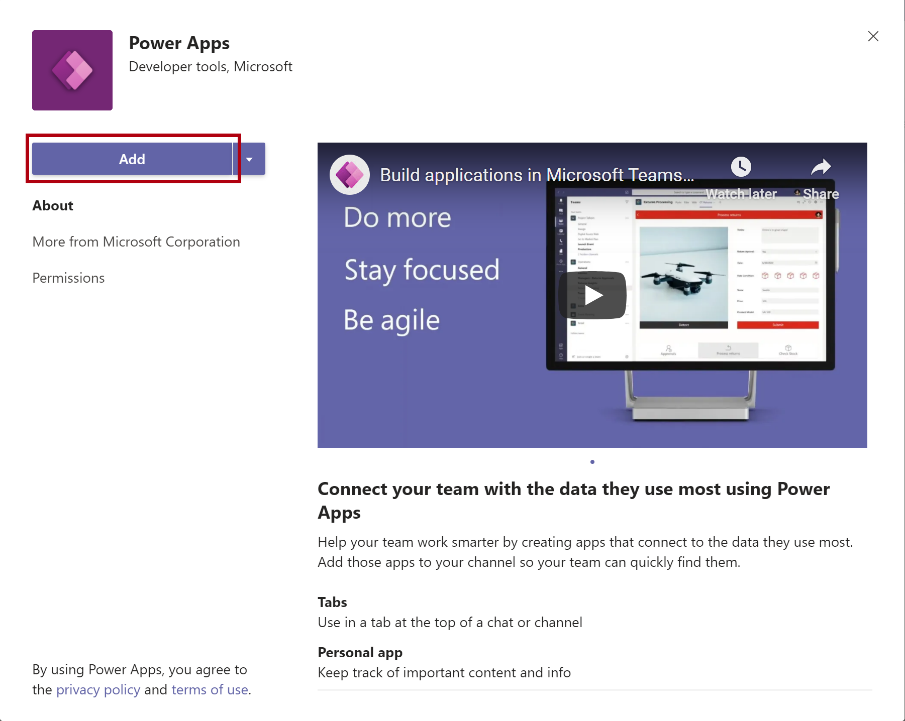 Power Apps
Developer tools, Microsoft
Add
About
More from Microsoft Corporation
Permissions
Build applications in Microsoft Teams...
Watch later
Share
Do more
Stay focused
Be agile
Connect your team with the data they use most using Power
Apps
Help your team work smarter by creating apps that connect to the data they use most.
Add those apps to your channel so your team can quickly find them.
Tabs
Use in a tab at the top of a chat or channel
Personal app
Keep track of important content and info
By using Power Apps, you agree to
the privacy policy and terms of use.